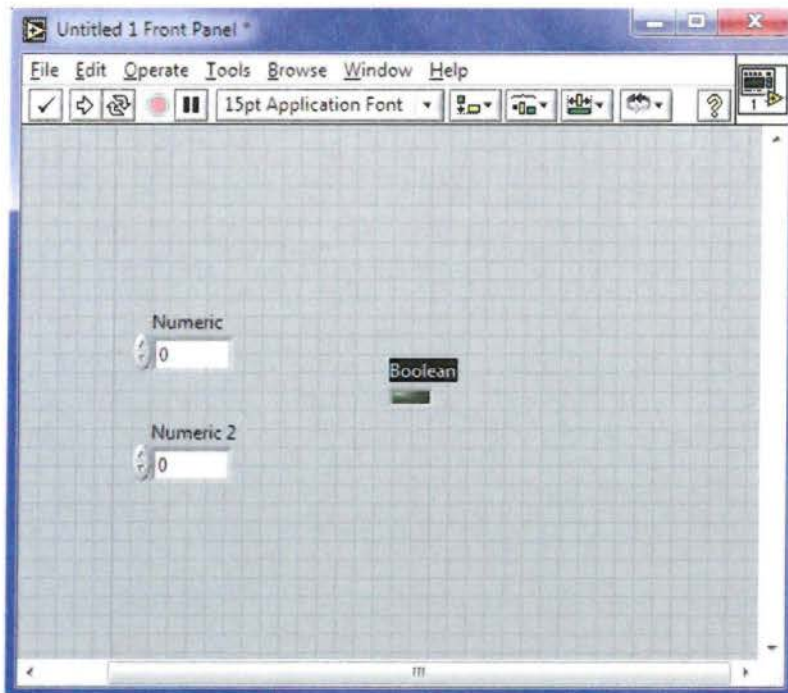 Untitled 1 Front Panel *
File Edit Operate Tools Browse Window Help
15pt Application Font
1
Numeric
0
Boolean
Numeric 2
0